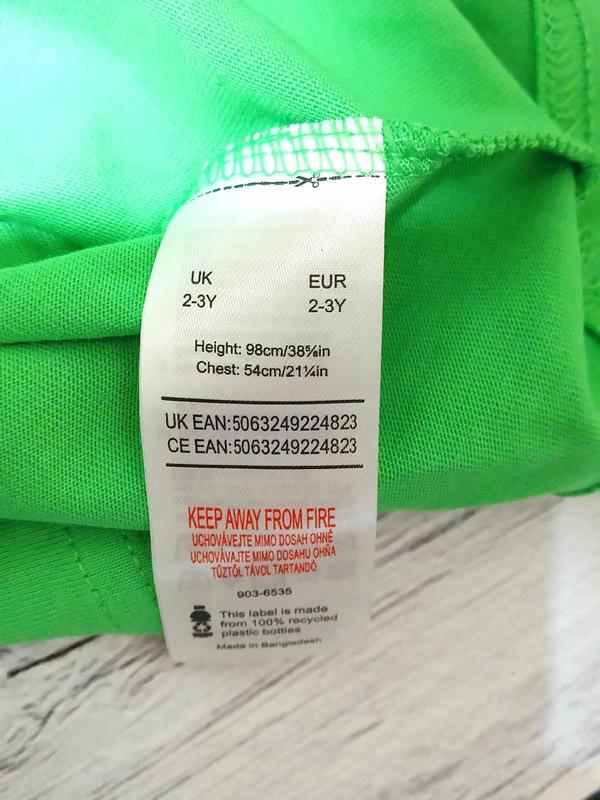 UK EUR
2-3Y 2-3Y
Height: 98cm/38⅝in
Chest: 54cm/21¼in
UK EAN:5063249224823
CE EAN:5063249224823
KEEP AWAY FROM FIRE
UCHOVÁVEJTE MIMO DOSAH OHNĚ
UCHOVÁVAJTE MIMO DOSAHU OHŇA
TŰZTŐL TÁVOL TARTANDÓ
903-6535
This label is made
from 100% recycled
plastic bottles
Made in Bangladesh